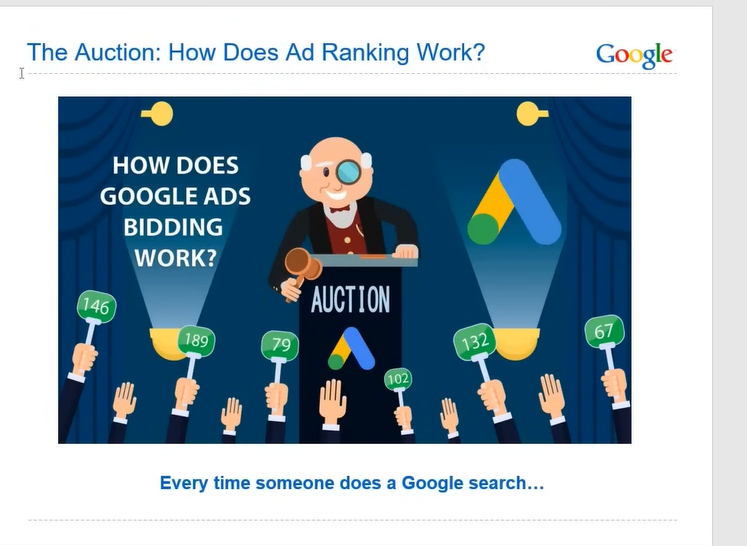 The Auction: How Does Ad Ranking Work?
Google
HOW DOES
GOOGLE ADS
BIDDING
WORK?
AUCTION
146
189
79
102
132
67
Every time someone does a Google search…